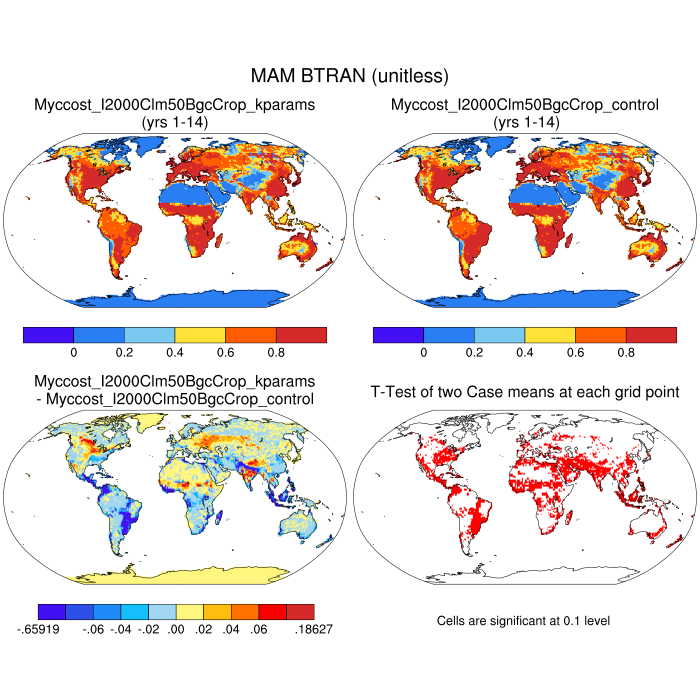 MAM BTRAN (unitless)
Myccost_I2000Clm50BgcCrop_kparams
(yrs 1-14)
Myccost_I2000Clm50BgcCrop_control
(yrs 1-14)
0 0.2 0.4 0.6 0.8
0 0.2 0.4 0.6 0.8
Myccost_I2000Clm50BgcCrop_kparams
- Myccost_I2000Clm50BgcCrop_control
T-Test of two Case means at each grid point
-.65919 -.06 -.04 -.02 .00 .02 .04 .06 .18627
Cells are significant at 0.1 level